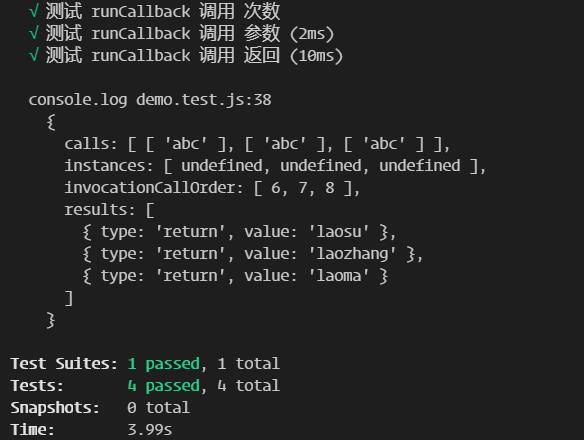 √ 测试 runCallback 调用 次数
√ 测试 runCallback 调用 参数 (2ms)
√ 测试 runCallback 调用 返回 (10ms)
console.log demo.test.js:38
{
calls: [ [ 'abc' ], [ 'abc' ], [ 'abc' ] ],
instances: [ undefined, undefined, undefined ],
invocationCallOrder: [ 6, 7, 8 ],
results: [
{ type: 'return', value: 'laosu' },
{ type: 'return', value: 'laozhang' },
{ type: 'return', value: 'laoma' }
]
}
Test Suites: 1 passed, 1 total
Tests: 4 passed, 4 total
Snapshots: 0 total
Time: 3.99s